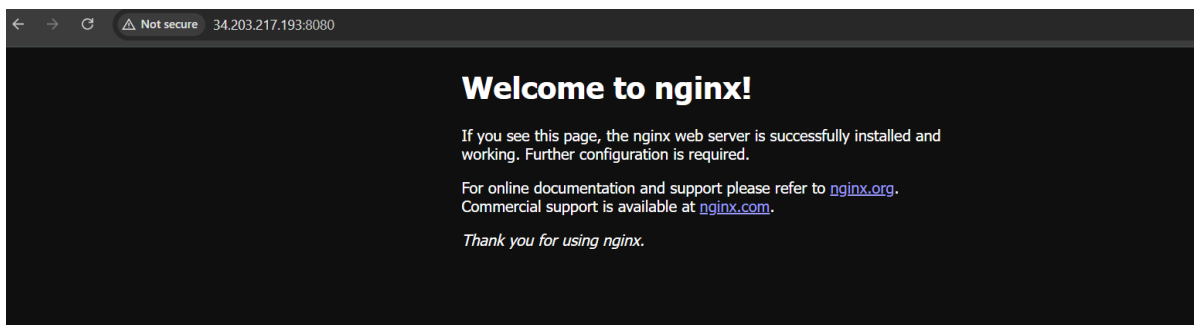 Not secure 34.203.217.193:8080
Welcome to nginx!
If you see this page, the nginx web server is successfully installed and
working. Further configuration is required.
For online documentation and support please refer to nginx.org.
Commercial support is available at nginx.com.
Thank you for using nginx.